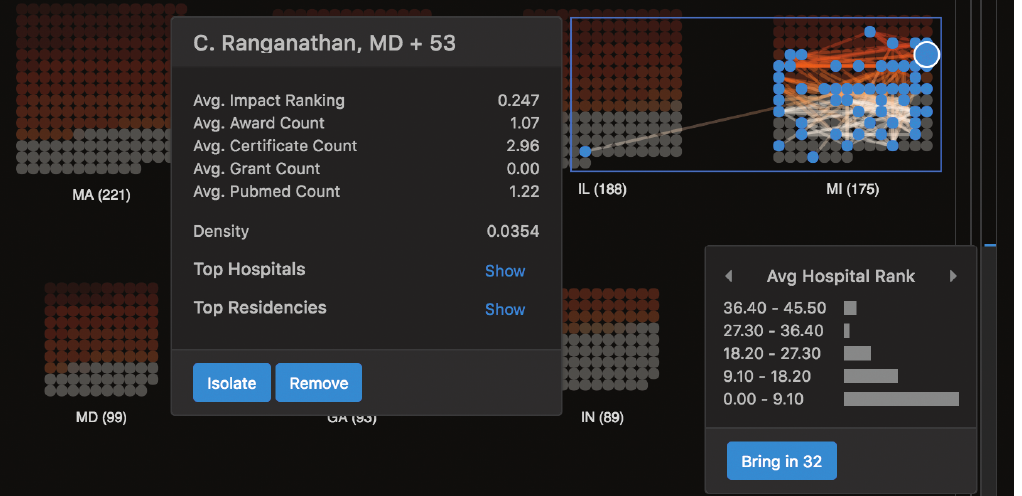 C. Ranganathan, MD + 53
Avg. Impact Ranking 0.247
Avg. Award Count 1.07
Avg. Certificate Count 2.96
Avg. Grant Count 0.00
Avg. Pubmed Count 1.22
Density 0.0354
Top Hospitals Show
Top Residencies Show
Isolate Remove
MA (221)
IL (188)
MI (175)
MD (99)
GA (93)
IN (89)
Avg Hospital Rank
36.40 - 45.50
27.30 - 36.40
18.20 - 27.30
9.10 - 18.20
0.00 - 9.10
Bring in 32